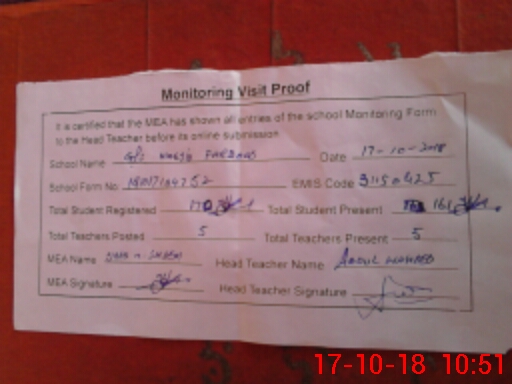 Monitoring Visit Proof
It is certified that the MEA has shown all entries of the school Monitoring Form
to the Head Teacher before its online submission
School Name Date 17-10-2018
School Form No. EMIS Code
Total Student Registered Total Student Present 161
Total Teachers Posted 5 Total Teachers Present 5
MEA Name Head Teacher Name Abdul Waheed
MEA Signature Head Teacher Signature
17-10-18 10:51